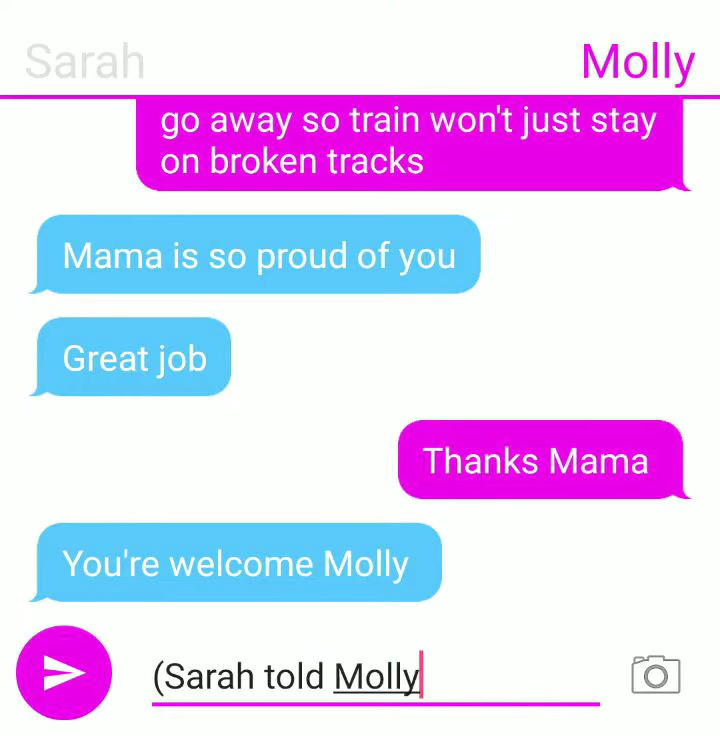 Sarah
Molly
go away so train won't just stay
on broken tracks
Mama is so proud of you
Great job
Thanks Mama
You're welcome Molly
(Sarah told Molly